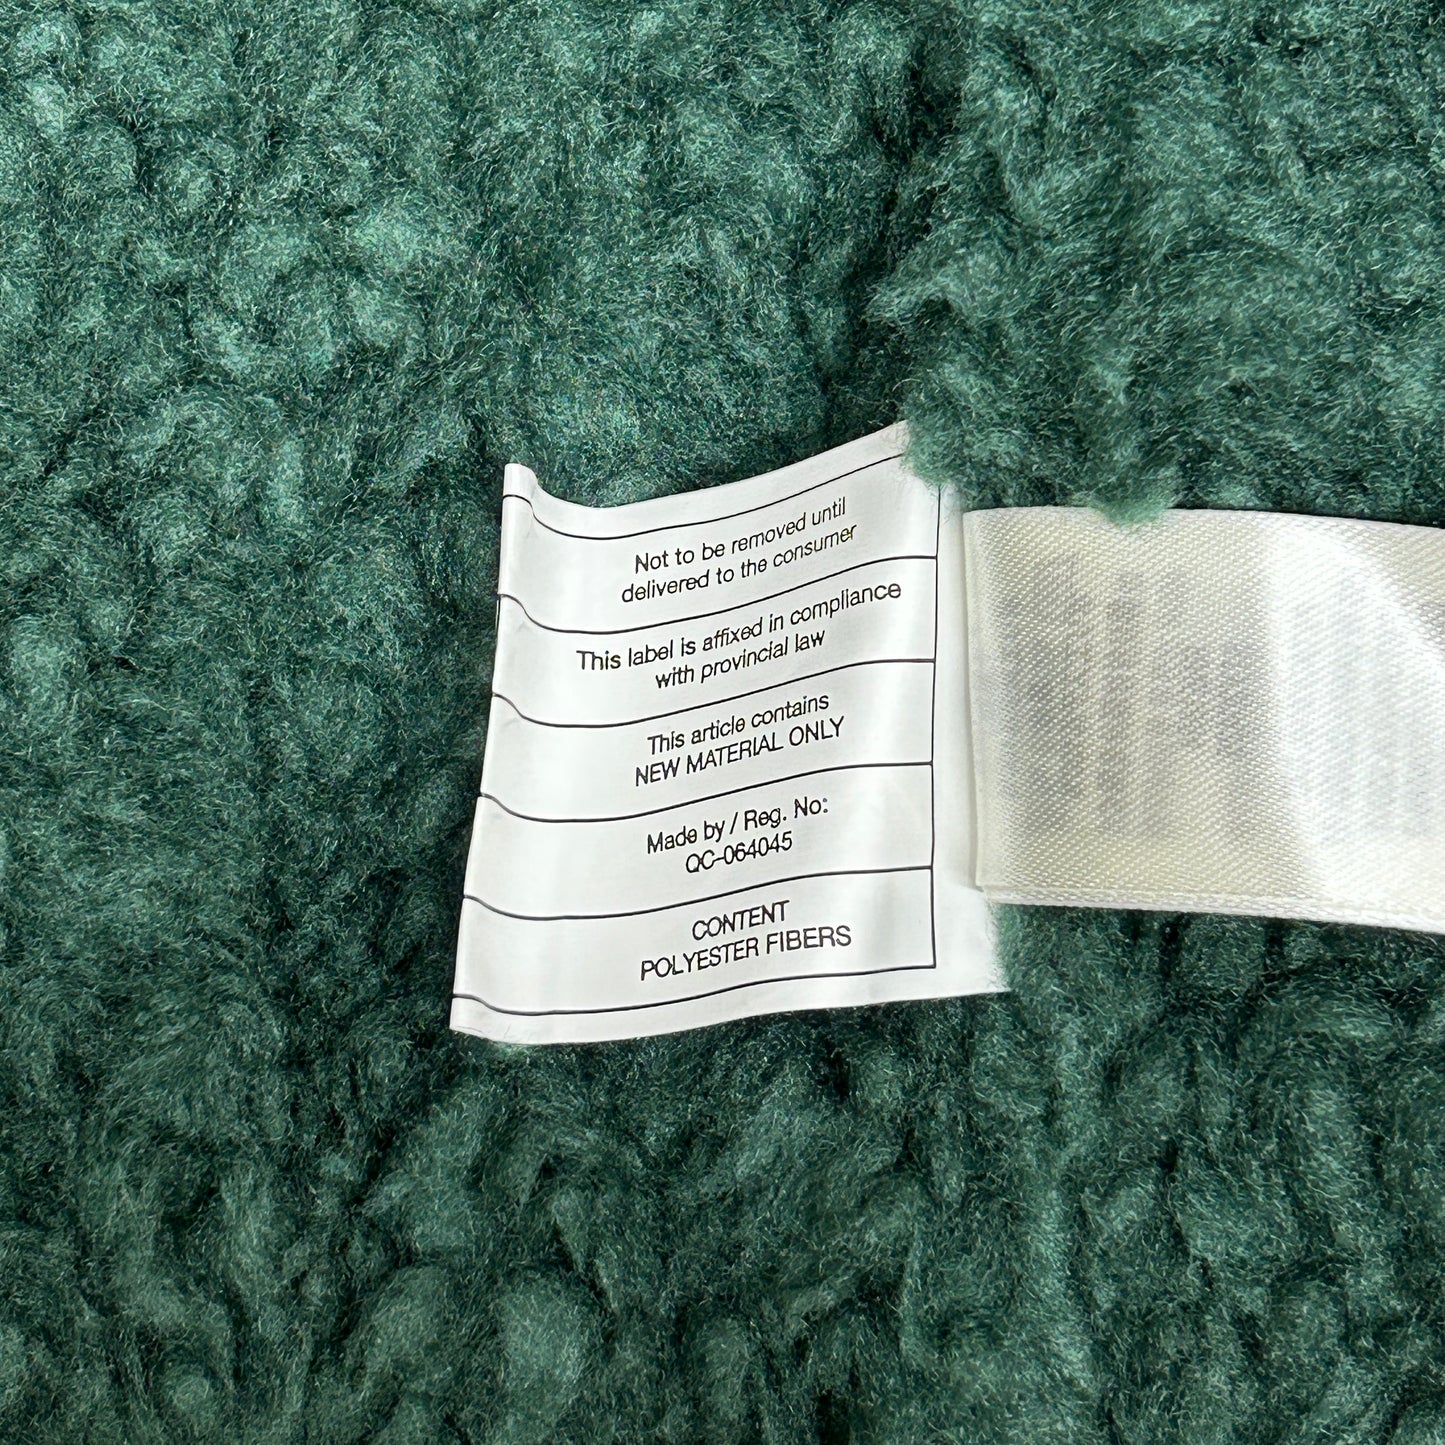 Not to be removed until
delivered to the consumer
This label is affixed in compliance
with provincial law
This article contains
NEW MATERIAL ONLY
Made by / Reg. No:
QC-064045
CONTENT
POLYESTER FIBERS